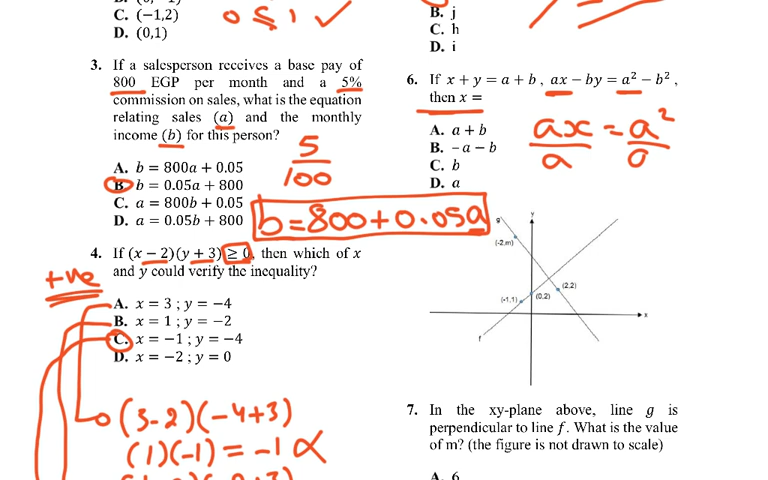 C. (−1,2)
D. (0,1)
0 ≤ 1 ✓
3. If a salesperson receives a base pay of
800 EGP per month and a 5%
commission on sales, what is the equation
relating sales (a) and the monthly
income (b) for this person?
5
100
A. b = 800a + 0.05
B. b = 0.05a + 800
C. a = 800b + 0.05
D. a = 0.05b + 800
b=800+0.05a
4. If (x − 2)(y + 3) ≥ 0, then which of x
and y could verify the inequality?
+ve
A. x = 3 ; y = −4
B. x = 1 ; y = −2
C. x = −1 ; y = −4
D. x = −2 ; y = 0
(3-2)(-4+3)
(1)(-1) = -1
B. j
C. h
D. i
6. If x + y = a + b , ax − by = a² − b² ,
then x =
A. a + b
B. −a − b
C. b
D. a
ax = a²
a a
g
y
(-2,m)
(2,2)
(-1,1)
(0,2)
x
f
7. In the xy-plane above, line g is
perpendicular to line f. What is the value
of m? (the figure is not drawn to scale)
A. 6